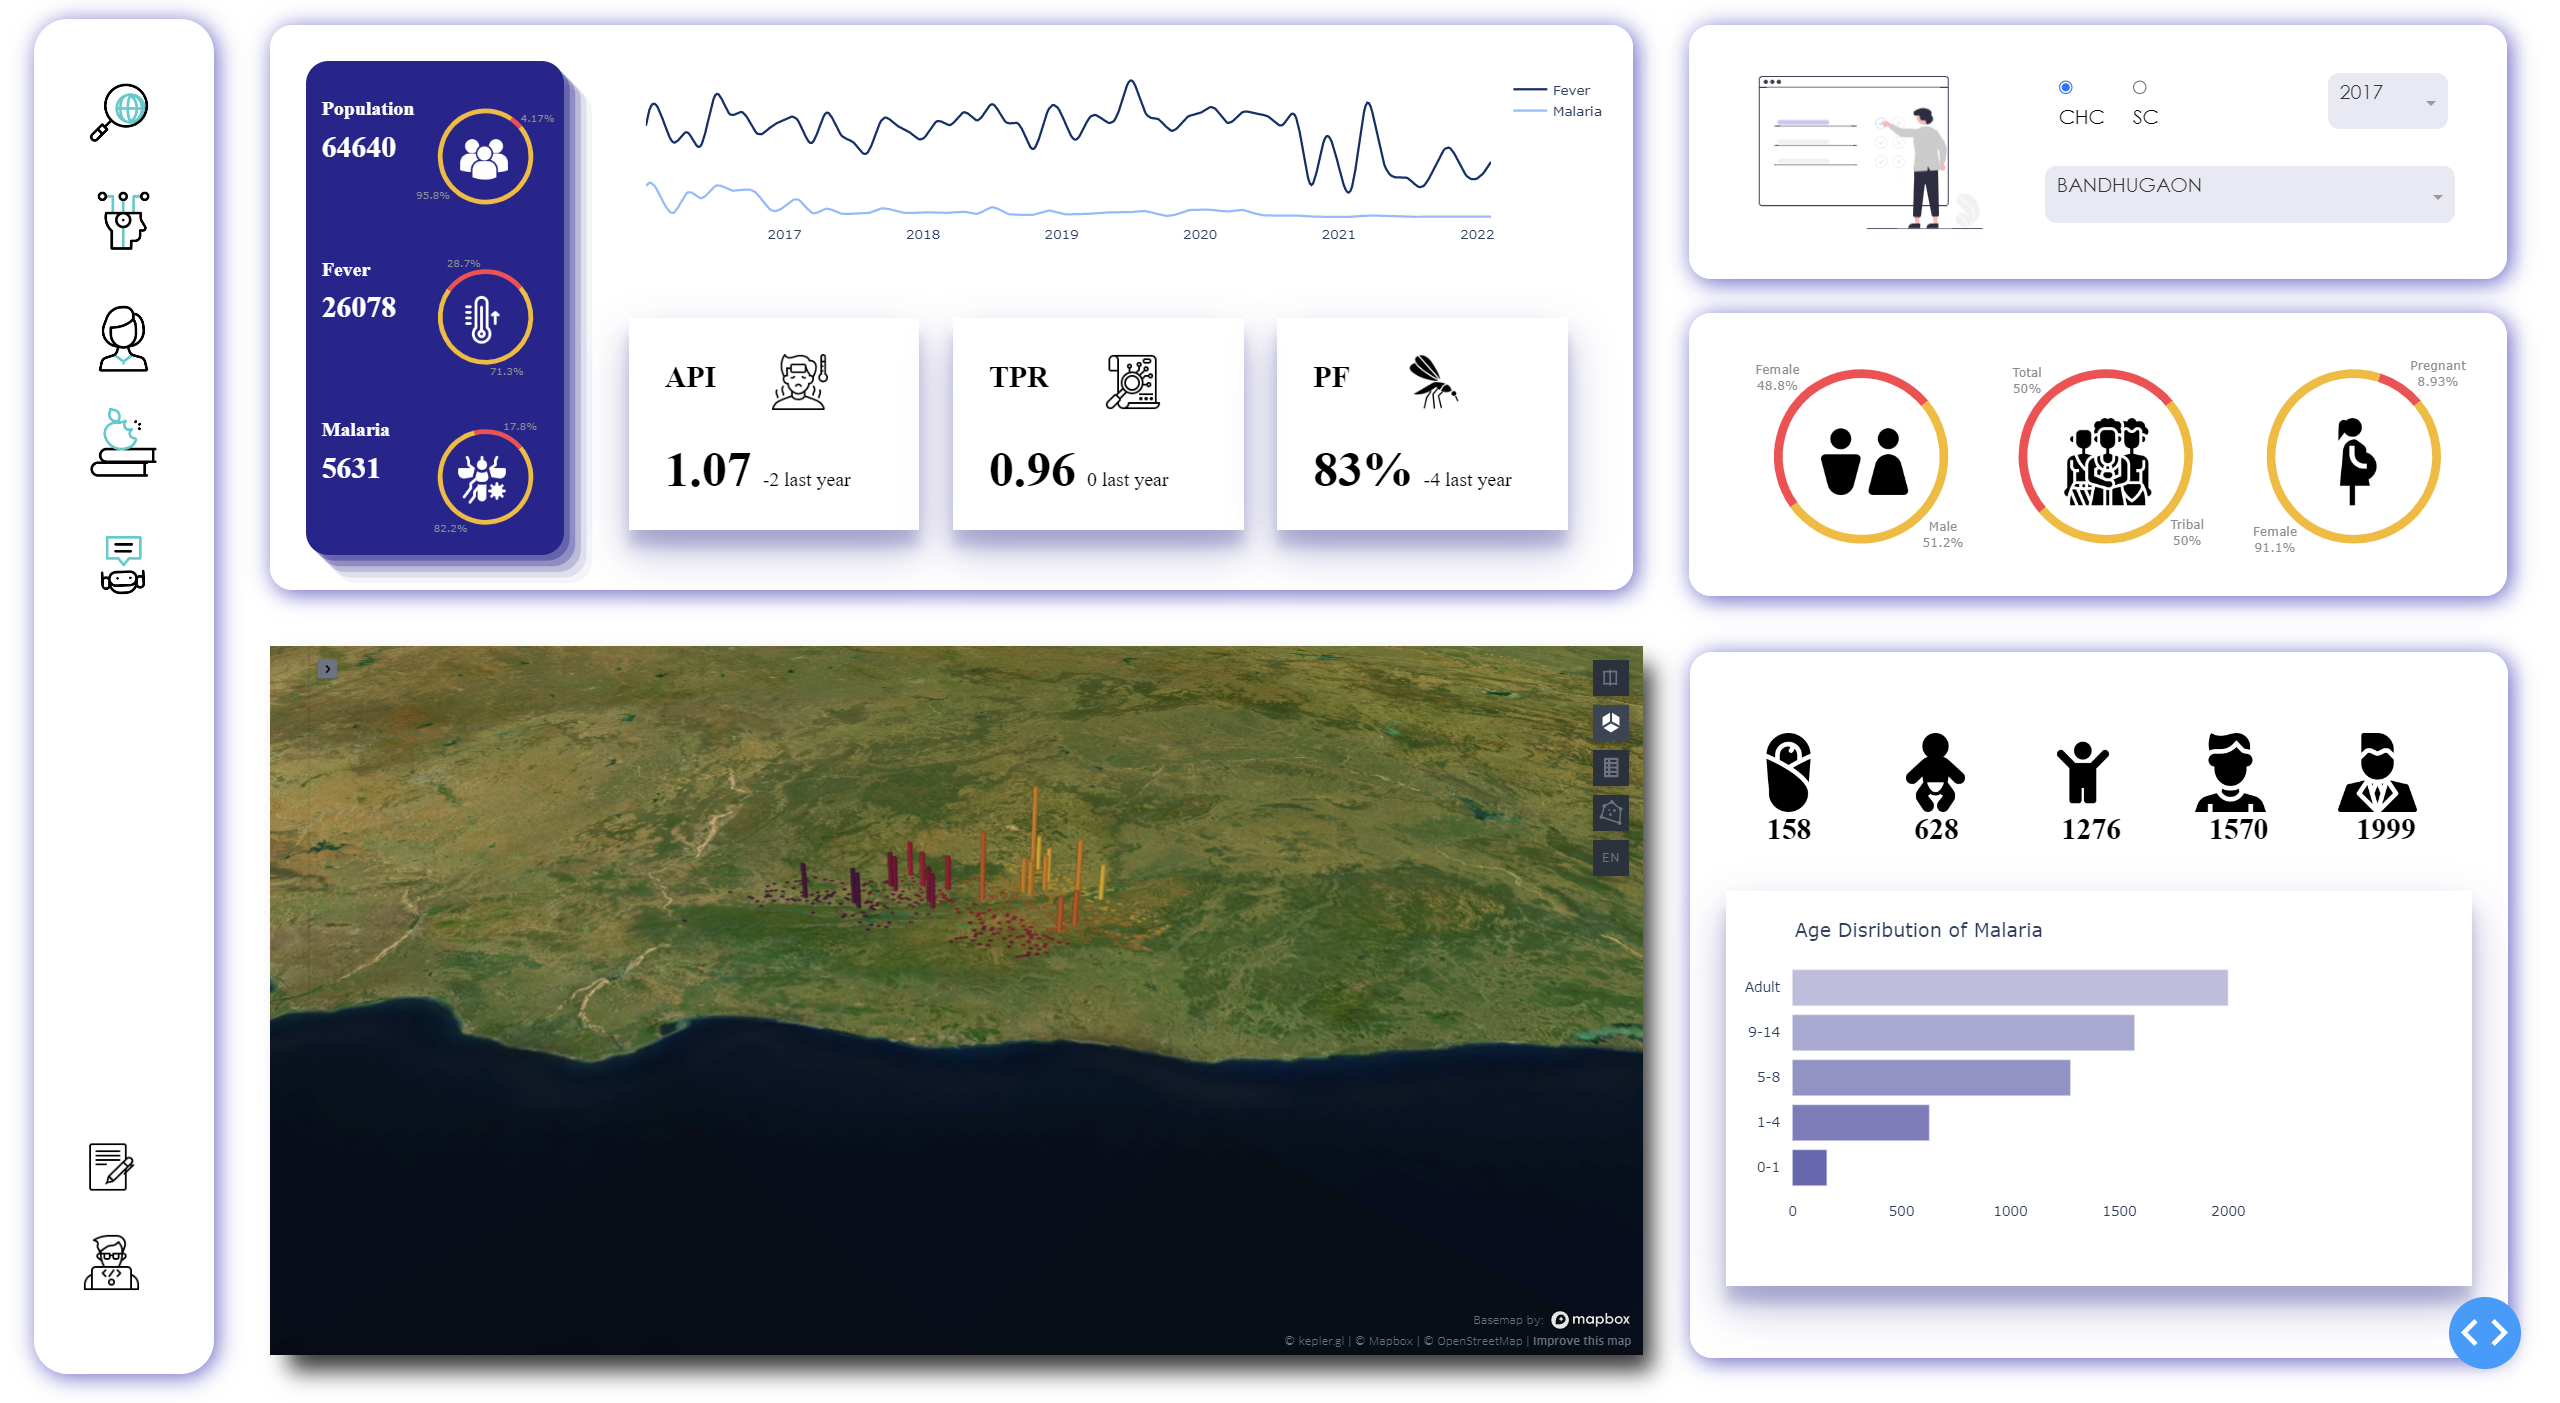 Population
64640
4.17%
95.8%
Fever
26078
28.7%
71.3%
Malaria
5631
17.8%
82.2%
Fever
Malaria
2017 2018 2019 2020 2021 2022
API
1.07 -2 last year
TPR
0.96 0 last year
PF
83% -4 last year
CHC SC
2017
BANDHUGAON
Female
48.8%
Male
51.2%
Total
50%
Tribal
50%
Pregnant
8.93%
Female
91.1%
EN
Basemap by: mapbox
© kepler.gl | © Mapbox | © OpenStreetMap | Improve this map
158 628 1276 1570 1999
Age Disribution of Malaria
Adult
9-14
5-8
1-4
0-1
0 500 1000 1500 2000